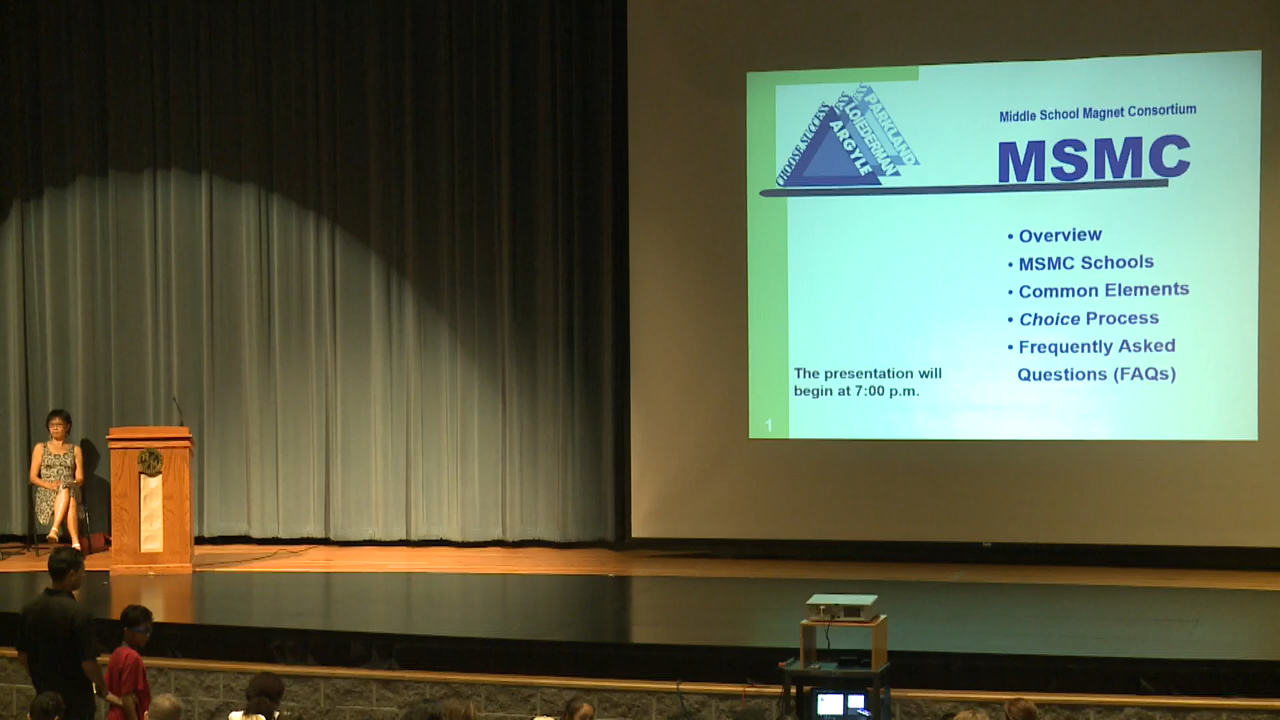 CHOOSE SUCCESS
PARKLAND
LOIEDERMAN
ARGYLE
Middle School Magnet Consortium
MSMC
• Overview
• MSMC Schools
• Common Elements
• Choice Process
• Frequently Asked
Questions (FAQs)
The presentation will
begin at 7:00 p.m.
1